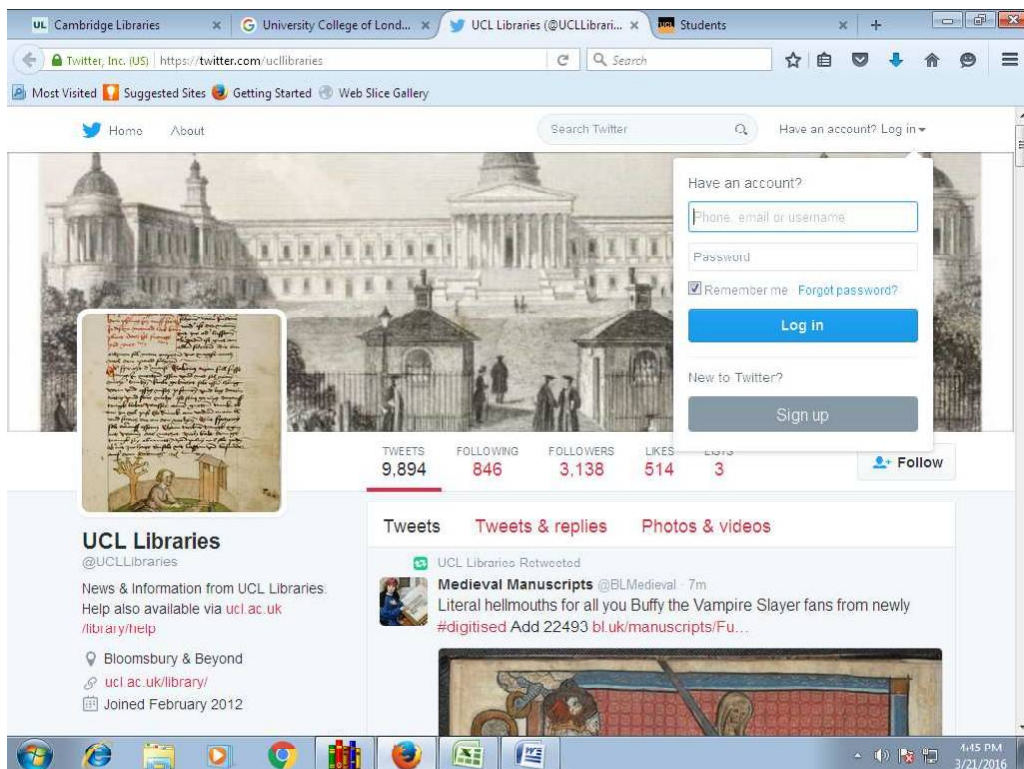 UL Cambridge Libraries
University College of Lond...
UCL Libraries (@UCLLibrari...
UCL Students
Twitter, Inc. (US) https://twitter.com/ucllibraries
Search
Most Visited Suggested Sites Getting Started Web Slice Gallery
Home About
Search Twitter
Have an account? Log in
Have an account?
Phone, email or username
Password
Remember me · Forgot password?
Log in
New to Twitter?
Sign up
TWEETS FOLLOWING FOLLOWERS LIKES LISTS
9,894 846 3,138 514 3
Follow
UCL Libraries
@UCLLibraries
News & Information from UCL Libraries.
Help also available via ucl.ac.uk
/library/help
Bloomsbury & Beyond
ucl.ac.uk/library/
Joined February 2012
Tweets Tweets & replies Photos & videos
UCL Libraries Retweeted
Medieval Manuscripts @BLMedieval · 7m
Literal hellmouths for all you Buffy the Vampire Slayer fans from newly
#digitised Add 22493 bl.uk/manuscripts/Fu...
4:45 PM
3/21/2016